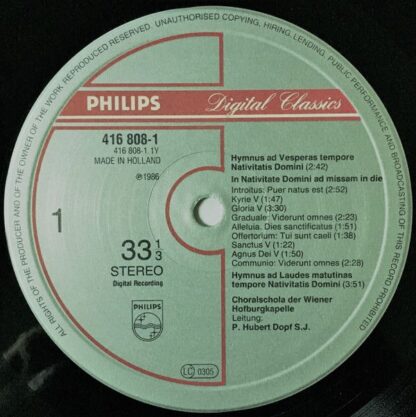 ALL RIGHTS OF THE PRODUCER AND OF THE OWNER OF THE WORK REPRODUCED RESERVED. UNAUTHORISED COPYING, HIRING, LENDING, PUBLIC PERFORMANCE AND BROADCASTING OF THIS RECORD PROHIBITED
PHILIPS
Digital Classics
416 808-1
416 808-1.1Y
MADE IN HOLLAND
℗1986
1
33 1/3
STEREO
Digital Recording
PHILIPS
Hymnus ad Vesperas tempore
Nativitatis Domini (2:42)
In Nativitate Domini ad missam in die
Introitus: Puer natus est (2:52)
Kyrie V (1:47)
Gloria V (3:30)
Graduale: Viderunt omnes (2:23)
Alleluia. Dies sanctificatus (1:51)
Offertorium: Tui sunt caeli (1:38)
Sanctus V (1:22)
Agnus Dei V (1:50)
Communio: Viderunt omnes (2:28)
Hymnus ad Laudes matutinas
tempore Nativitatis Domini (3:51)
Choralschola der Wiener
Hofburgkapelle
Leitung:
P. Hubert Dopf S.J.
LC 0305